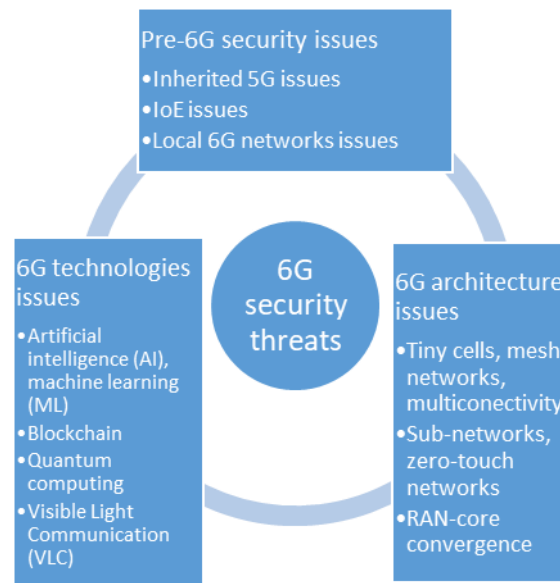 Pre-6G security issues
•Inherited 5G issues
•IoE issues
•Local 6G networks issues
6G
security
threats
6G technologies
issues
•Artificial
intelligence (AI),
machine learning
(ML)
•Blockchain
•Quantum
computing
•Visible Light
Communication
(VLC)
6G architecture
issues
•Tiny cells, mesh
networks,
multiconectivity
•Sub-networks,
zero-touch
networks
•RAN-core
convergence